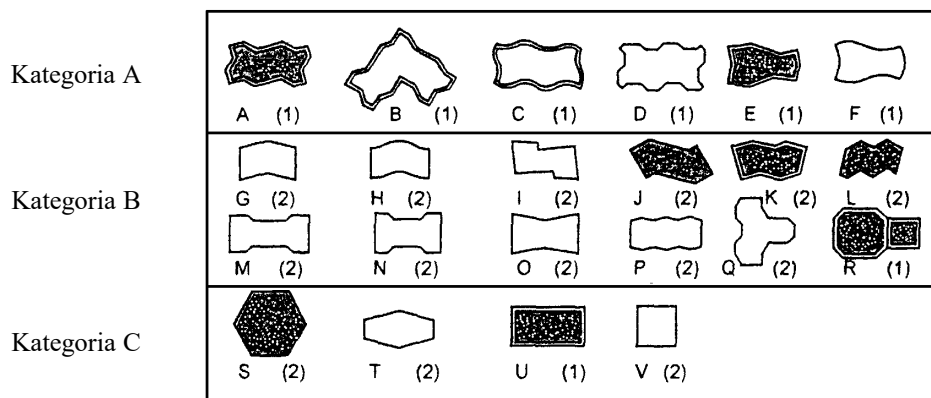 Kategoria A
A (1) B (1) C (1) D (1) E (1) F (1)
Kategoria B
G (2) H (2) I (2) J (2) K (2) L (2)
M (2) N (2) O (2) P (2) Q (2) R (1)
Kategoria C
S (2) T (2) U (1) V (2)